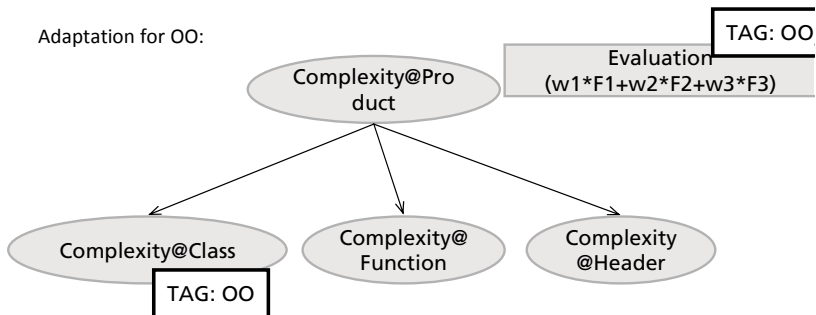 Adaptation for OO:
TAG: OO,
Evaluation
(w1*F1+w2*F2+w3*F3)
Complexity@Pro
duct
Complexity@Class
Complexity@
Function
Complexity
@Header
TAG: OO